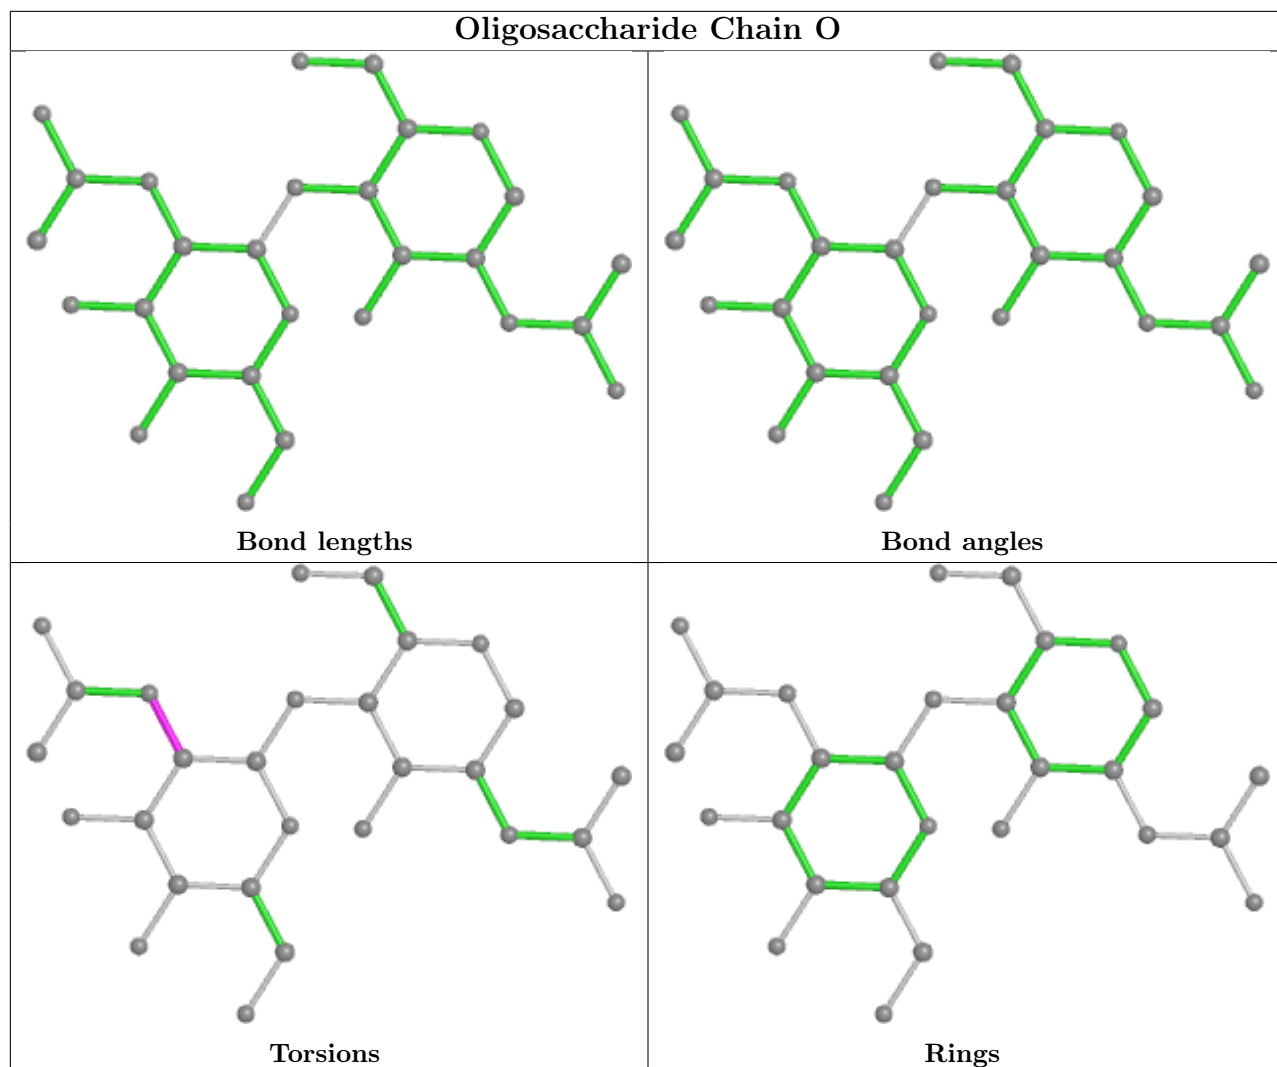 Oligosaccharide Chain O
Bond lengths
Bond angles
Torsions
Rings